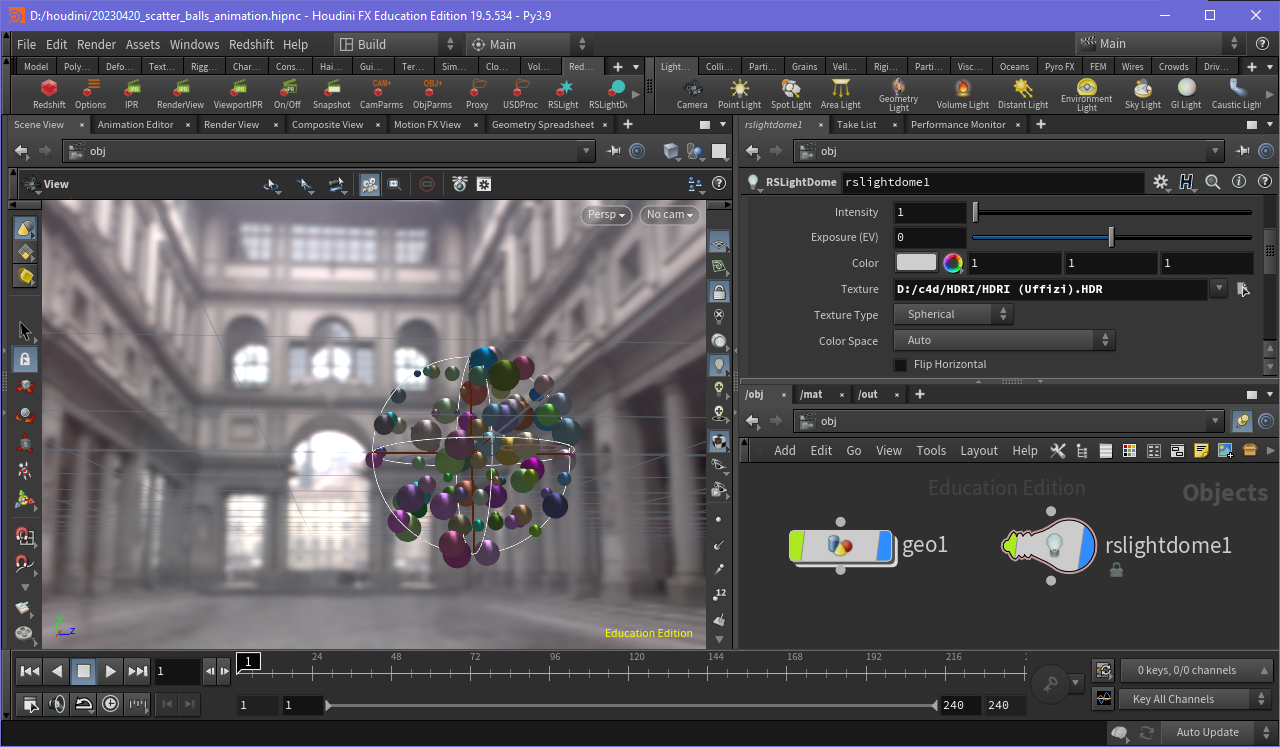 D:/houdini/20230420_scatter_balls_animation.hipnc - Houdini FX Education Edition 19.5.534 - Py3.9
File Edit Render Assets Windows Redshift Help Build Main Main
Model Poly... Defo... Text... Rigg... Char... Cons... Hai... Gui... Ter... Sim... Clo... Vol... Red... Light... Colli... Parti... Grains Vell... Rigi... Parti... Visc... Oceans Pyro FX FEM Wires Crowds Driv...
CAM+ OBJ+
Redshift Options IPR RenderView ViewportIPR On/Off Snapshot CamParms ObjParms Proxy USDProc RSLight Camera Point Light Spot Light Area Light Geometry Light Volume Light Distant Light Environment Light Sky Light GI Light Caustic Light
Scene View Animation Editor Render View Composite View Motion FX View Geometry Spreadsheet
rslightdome1 Take List Performance Monitor
obj
obj
View
RSLightDome rslightdome1
Persp No cam
Intensity 1
Exposure (EV) 0
Color 1 1 1
Texture D:/c4d/HDRI/HDRI (Uffizi).HDR
Texture Type Spherical
Color Space Auto
Flip Horizontal
/obj /mat /out
obj
Add Edit Go View Tools Layout Help
Education Edition Objects
geo1
rslightdome1
12
y
z
Education Edition
1 1 24 48 72 96 120 144 168 192 216
0 keys, 0/0 channels
1 1 240 240
Key All Channels
Auto Update